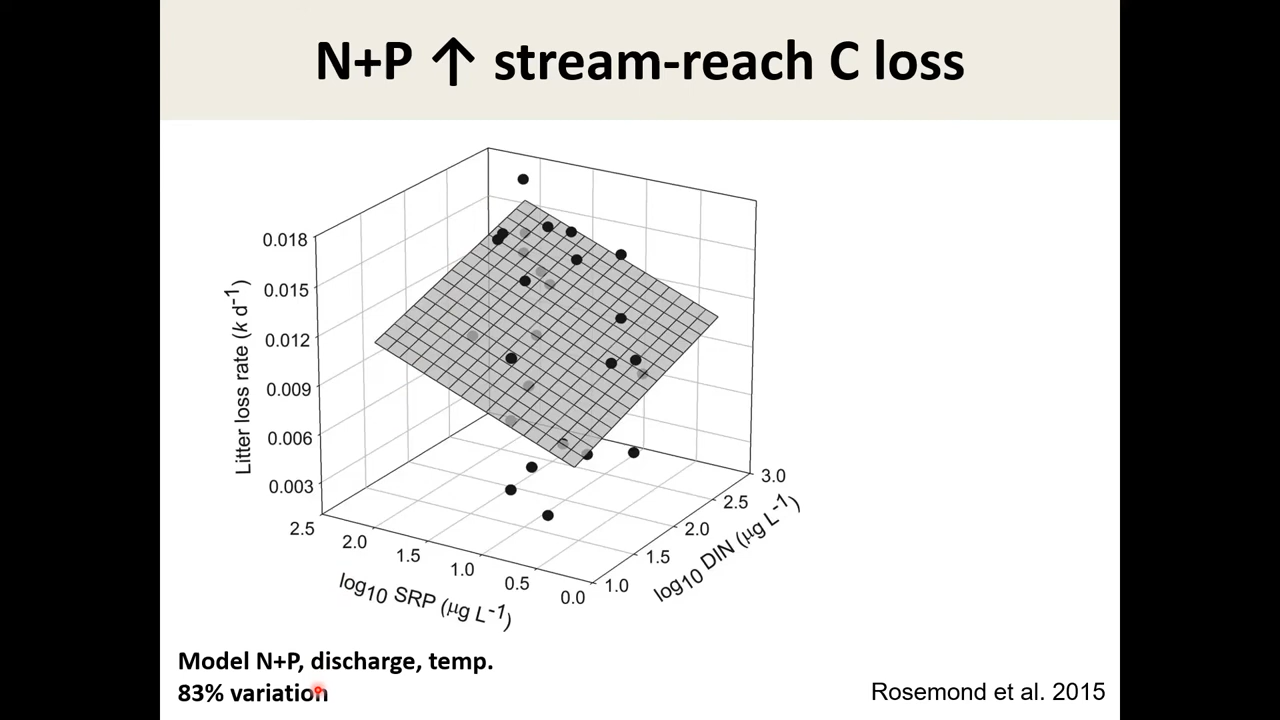 N+P ↑ stream-reach C loss
0.018
0.015
0.012
0.009
0.006
0.003
Litter loss rate (k d-1)
2.5
2.0
1.5
1.0
0.5
0.0
log10 SRP (µg L-1)
1.0
1.5
2.0
2.5
3.0
log10 DIN (µg L-1)
Model N+P, discharge, temp.
83% variation
Rosemond et al. 2015